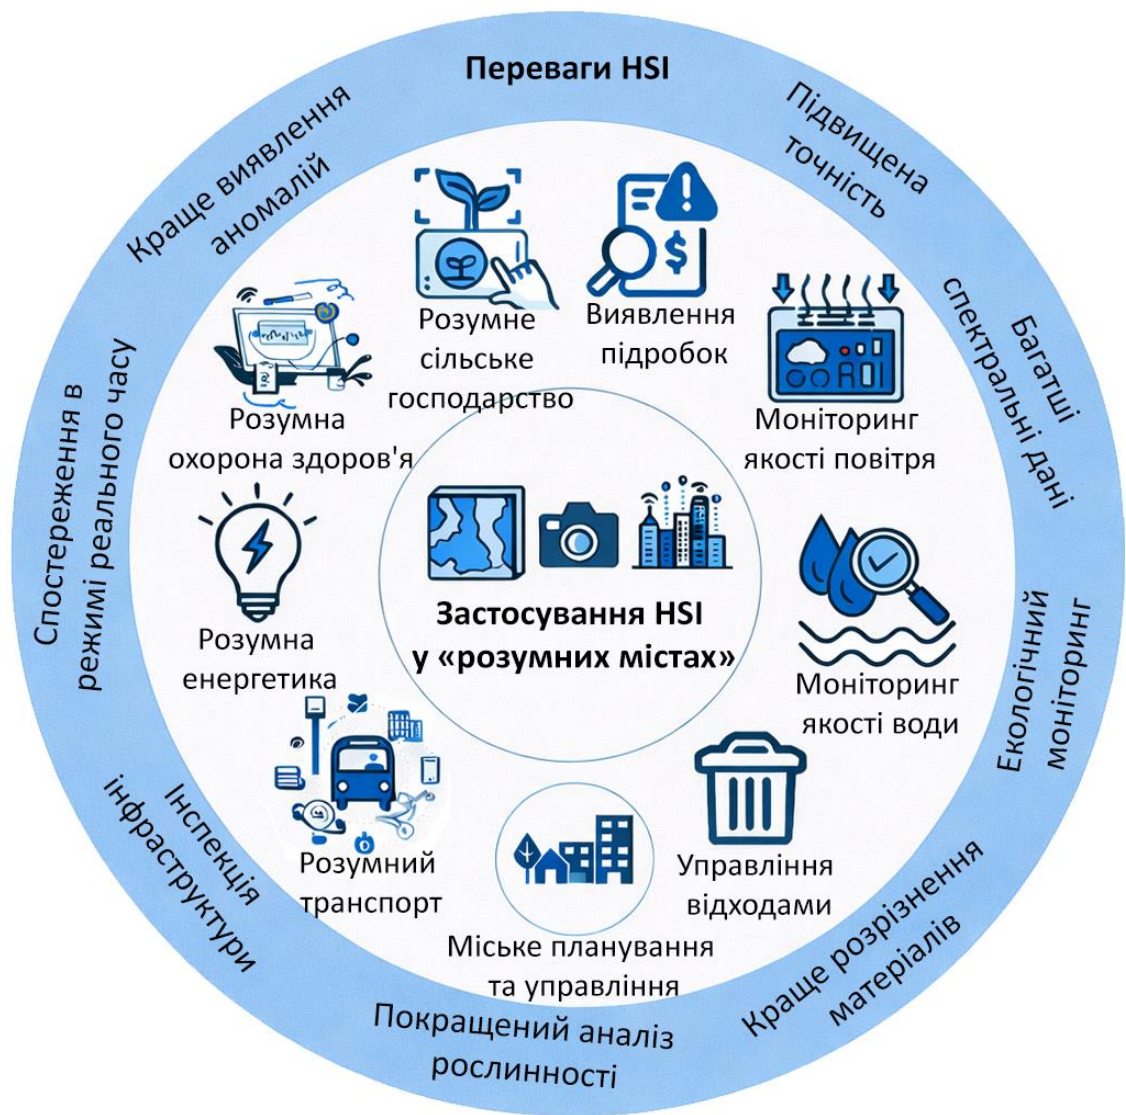 Переваги HSI
Підвищена
точність
Багатші
спектральні дані
Екологічний
моніторинг
Краще розрізнення
матеріалів
Покращений аналіз
рослинності
Інспекція
інфраструктури
Спостереження в
режимі реального часу
Краще виявлення
аномалій
Розумне
сільське
господарство
Виявлення
підробок
Моніторинг
якості повітря
Моніторинг
якості води
Управління
відходами
Міське планування
та управління
Розумний
транспорт
Розумна
енергетика
Розумна
охорона здоров'я
Застосування HSI
у «розумних містах»